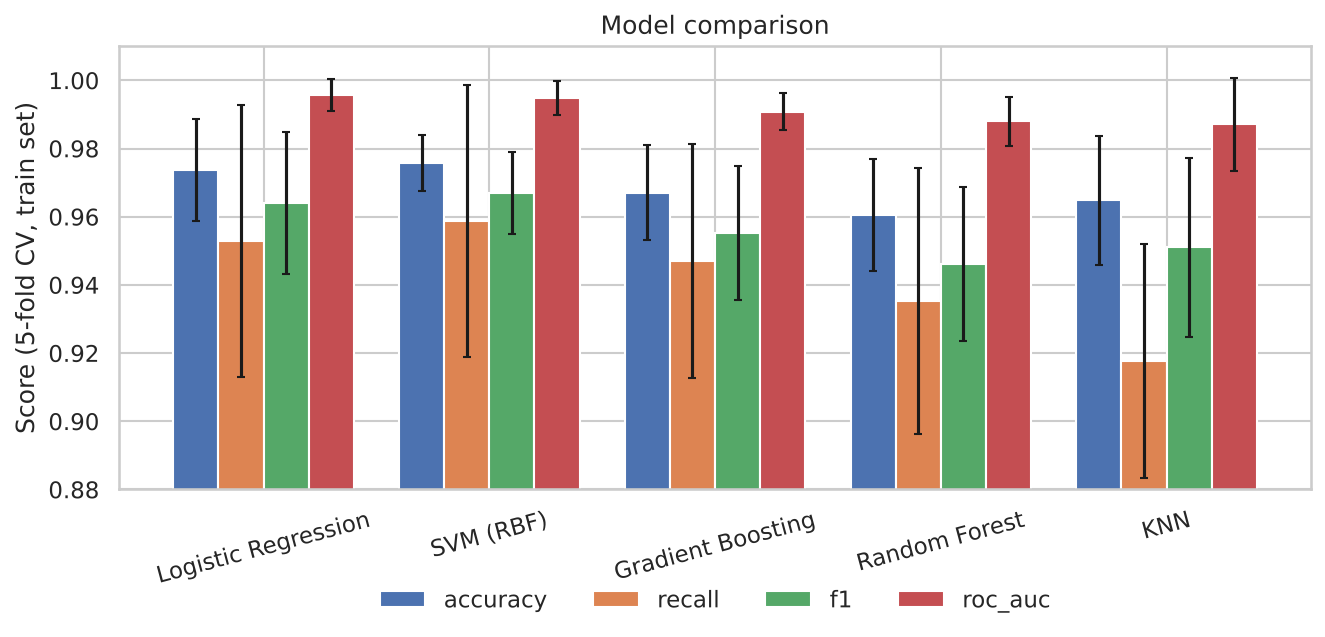 Model comparison
Score (5-fold CV, train set)
1.00
0.98
0.96
0.94
0.92
0.90
0.88
Logistic Regression
SVM (RBF)
Gradient Boosting
Random Forest
KNN
accuracy
recall
f1
roc_auc